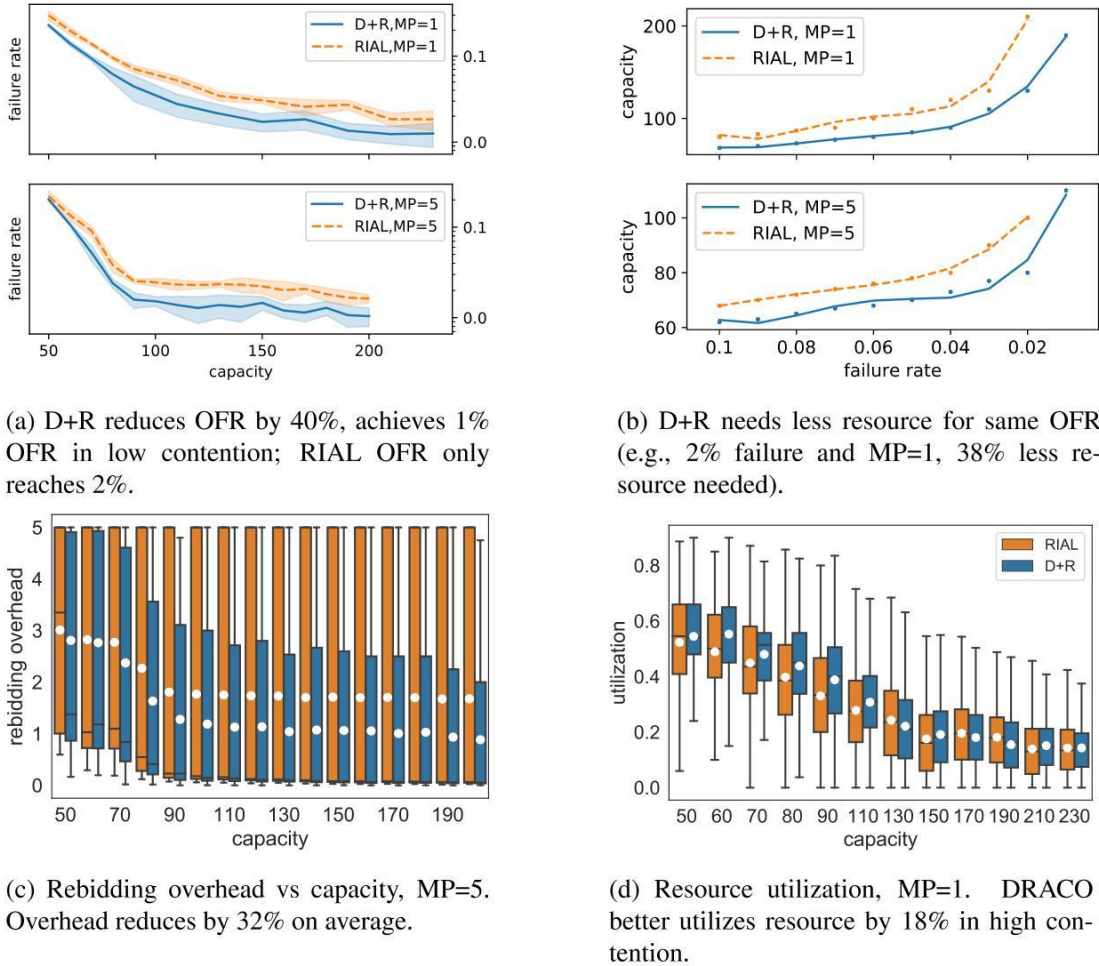 failure rate
D+R,MP=1
RIAL,MP=1
0.1
0.0
failure rate
D+R,MP=5
RIAL,MP=5
0.1
0.0
50 100 150 200
capacity
capacity
200
100
D+R, MP=1
RIAL, MP=1
capacity
100
80
60
D+R, MP=5
RIAL, MP=5
0.1 0.08 0.06 0.04 0.02
failure rate
(a) D+R reduces OFR by 40%, achieves 1%
OFR in low contention; RIAL OFR only
reaches 2%.
(b) D+R needs less resource for same OFR
(e.g., 2% failure and MP=1, 38% less re-
source needed).
rebidding overhead
5
4
3
2
1
0
50 70 90 110 130 150 170 190
capacity
utilization
0.8
0.6
0.4
0.2
0.0
RIAL
D+R
50 60 70 80 90 110 130 150 170 190 210 230
capacity
(c) Rebidding overhead vs capacity, MP=5.
Overhead reduces by 32% on average.
(d) Resource utilization, MP=1. DRACO
better utilizes resource by 18% in high con-
tention.